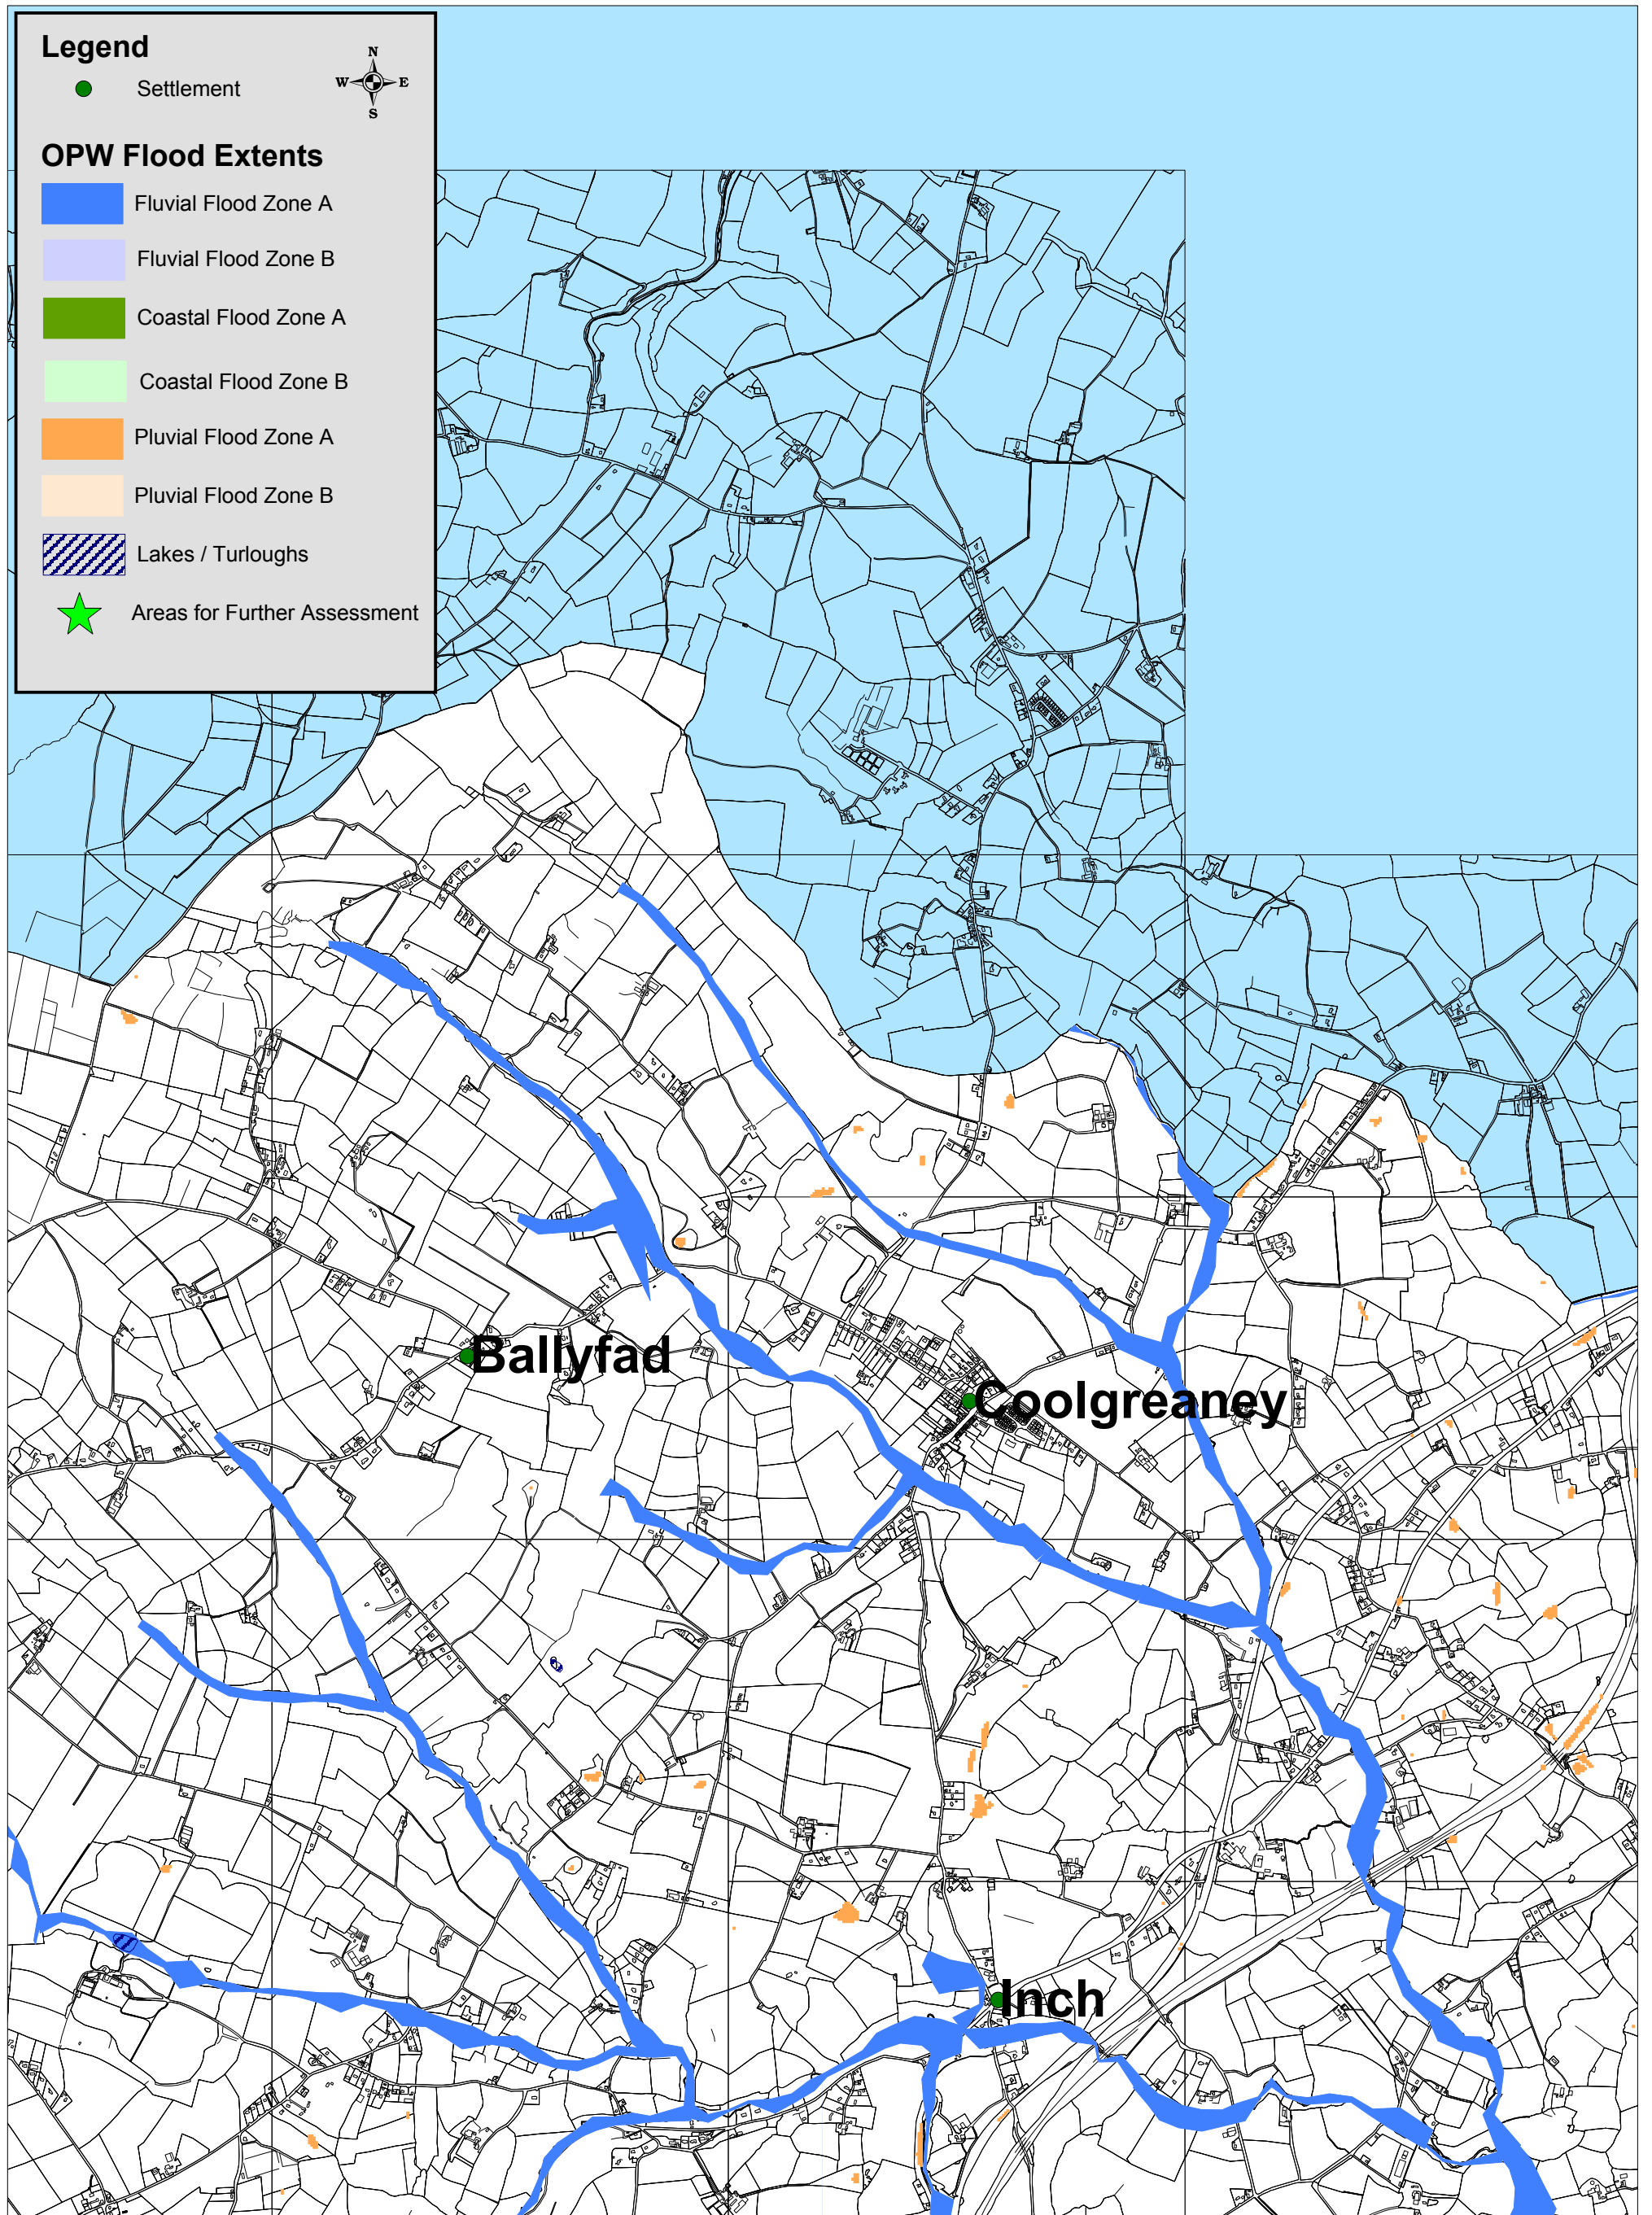 Legend
N
W E
S
Settlement
OPW Flood Extents
Fluvial Flood Zone A
Fluvial Flood Zone B
Coastal Flood Zone A
Coastal Flood Zone B
Pluvial Flood Zone A
Pluvial Flood Zone B
Lakes / Turloughs
Areas for Further Assessment
Ballyfad
Coolgreaney
Inch